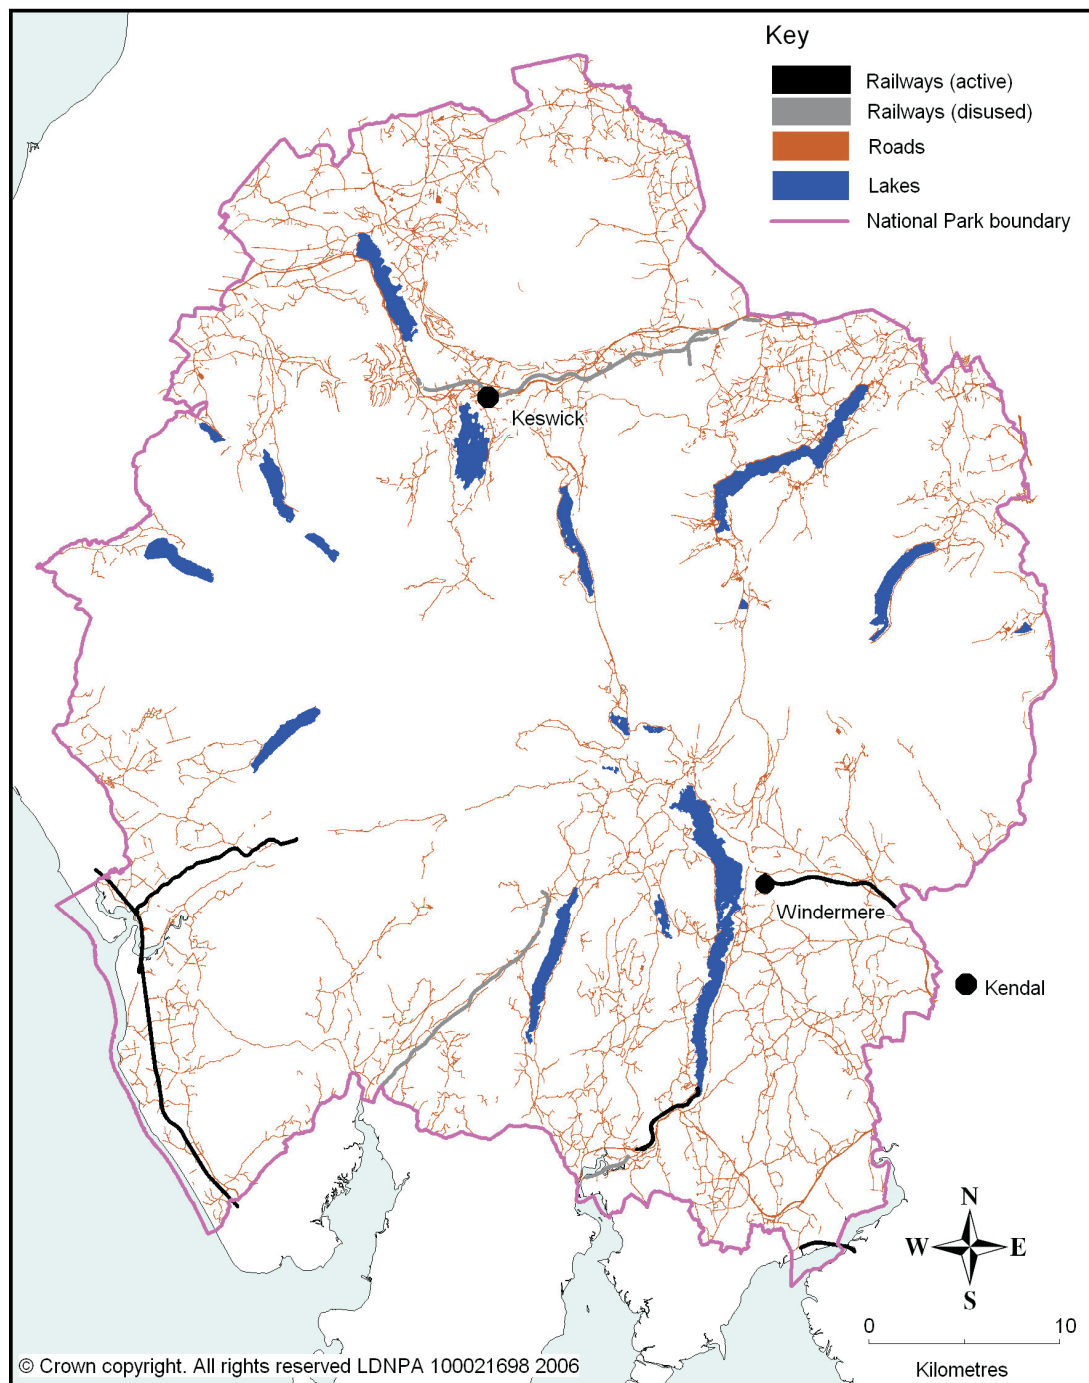 Key
Railways (active)
Railways (disused)
Roads
Lakes
National Park boundary
Keswick
Windermere
Kendal
N
W E
S
0 10
Kilometres
© Crown copyright. All rights reserved LDNPA 100021698 2006